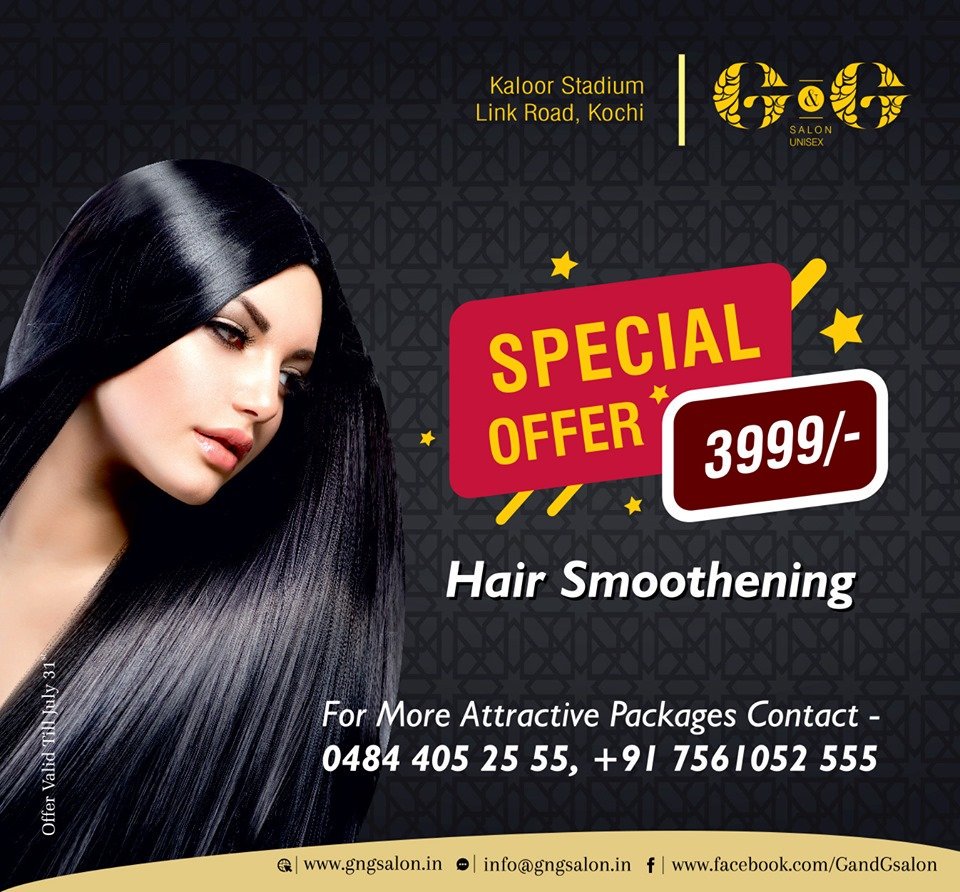 Kaloor Stadium
Link Road, Kochi
G & G
SALON
UNISEX
SPECIAL
OFFER
3999/-
Hair Smoothening
For More Attractive Packages Contact -
0484 405 25 55, +91 7561052 555
Offer Valid Till July 31st
www.gngsalon.in | info@gngsalon.in | www.facebook.com/GandGsalon